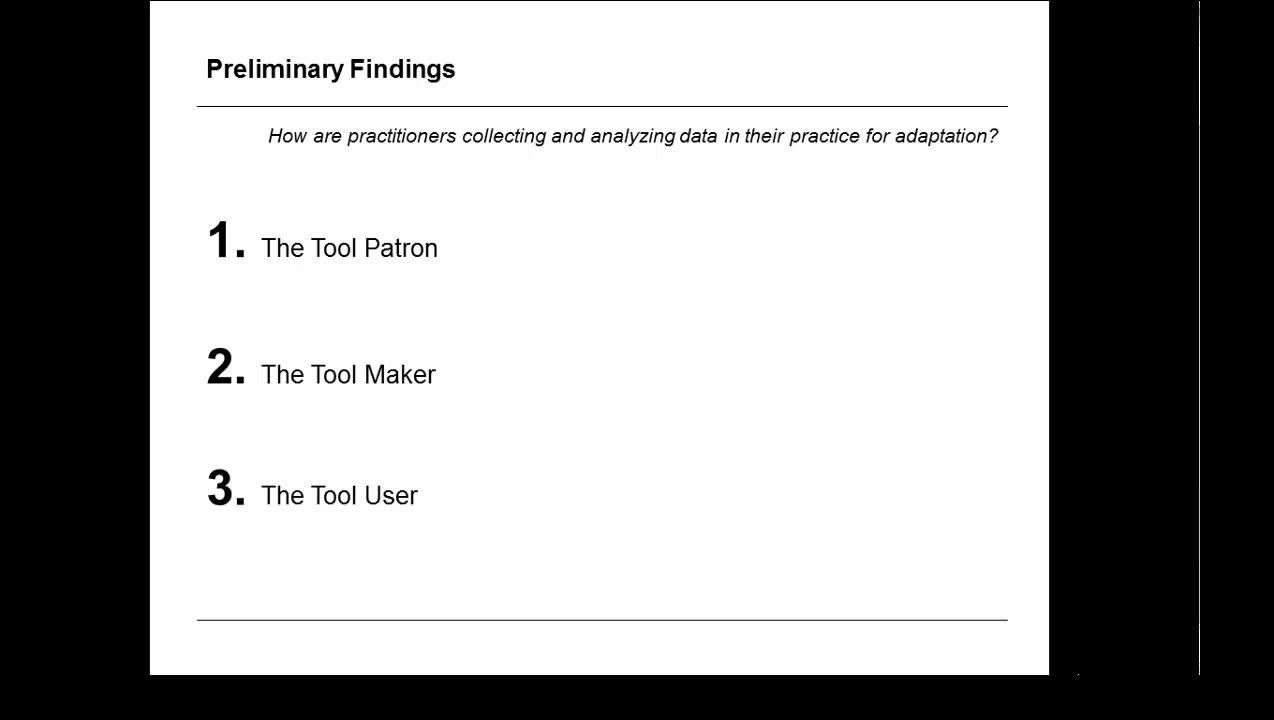 Preliminary Findings
How are practitioners collecting and analyzing data in their practice for adaptation?
1. The Tool Patron
2. The Tool Maker
3. The Tool User